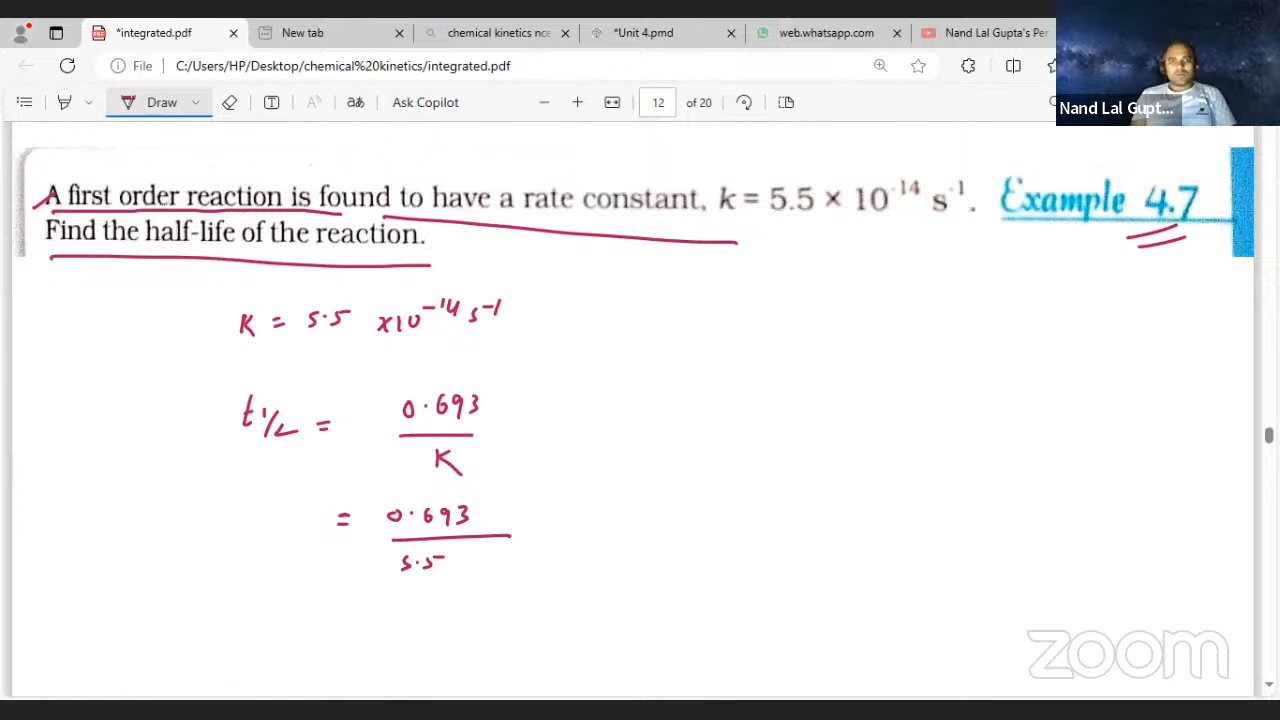 *integrated.pdf
New tab
chemical kinetics nce
*Unit 4.pmd
web.whatsapp.com
Nand Lal Gupta's Per
File
C:/Users/HP/Desktop/chemical%20kinetics/integrated.pdf
Draw
aあ
Ask Copilot
12
of 20
Nand Lal Gupt...
A first order reaction is found to have a rate constant, k = 5.5 × 10⁻¹⁴ s⁻¹.
Example 4.7
Find the half-life of the reaction.
K = 5.5 ×10⁻¹⁴ s⁻¹
t1/2 = 0.693
K
= 0.693
5.5
zoom